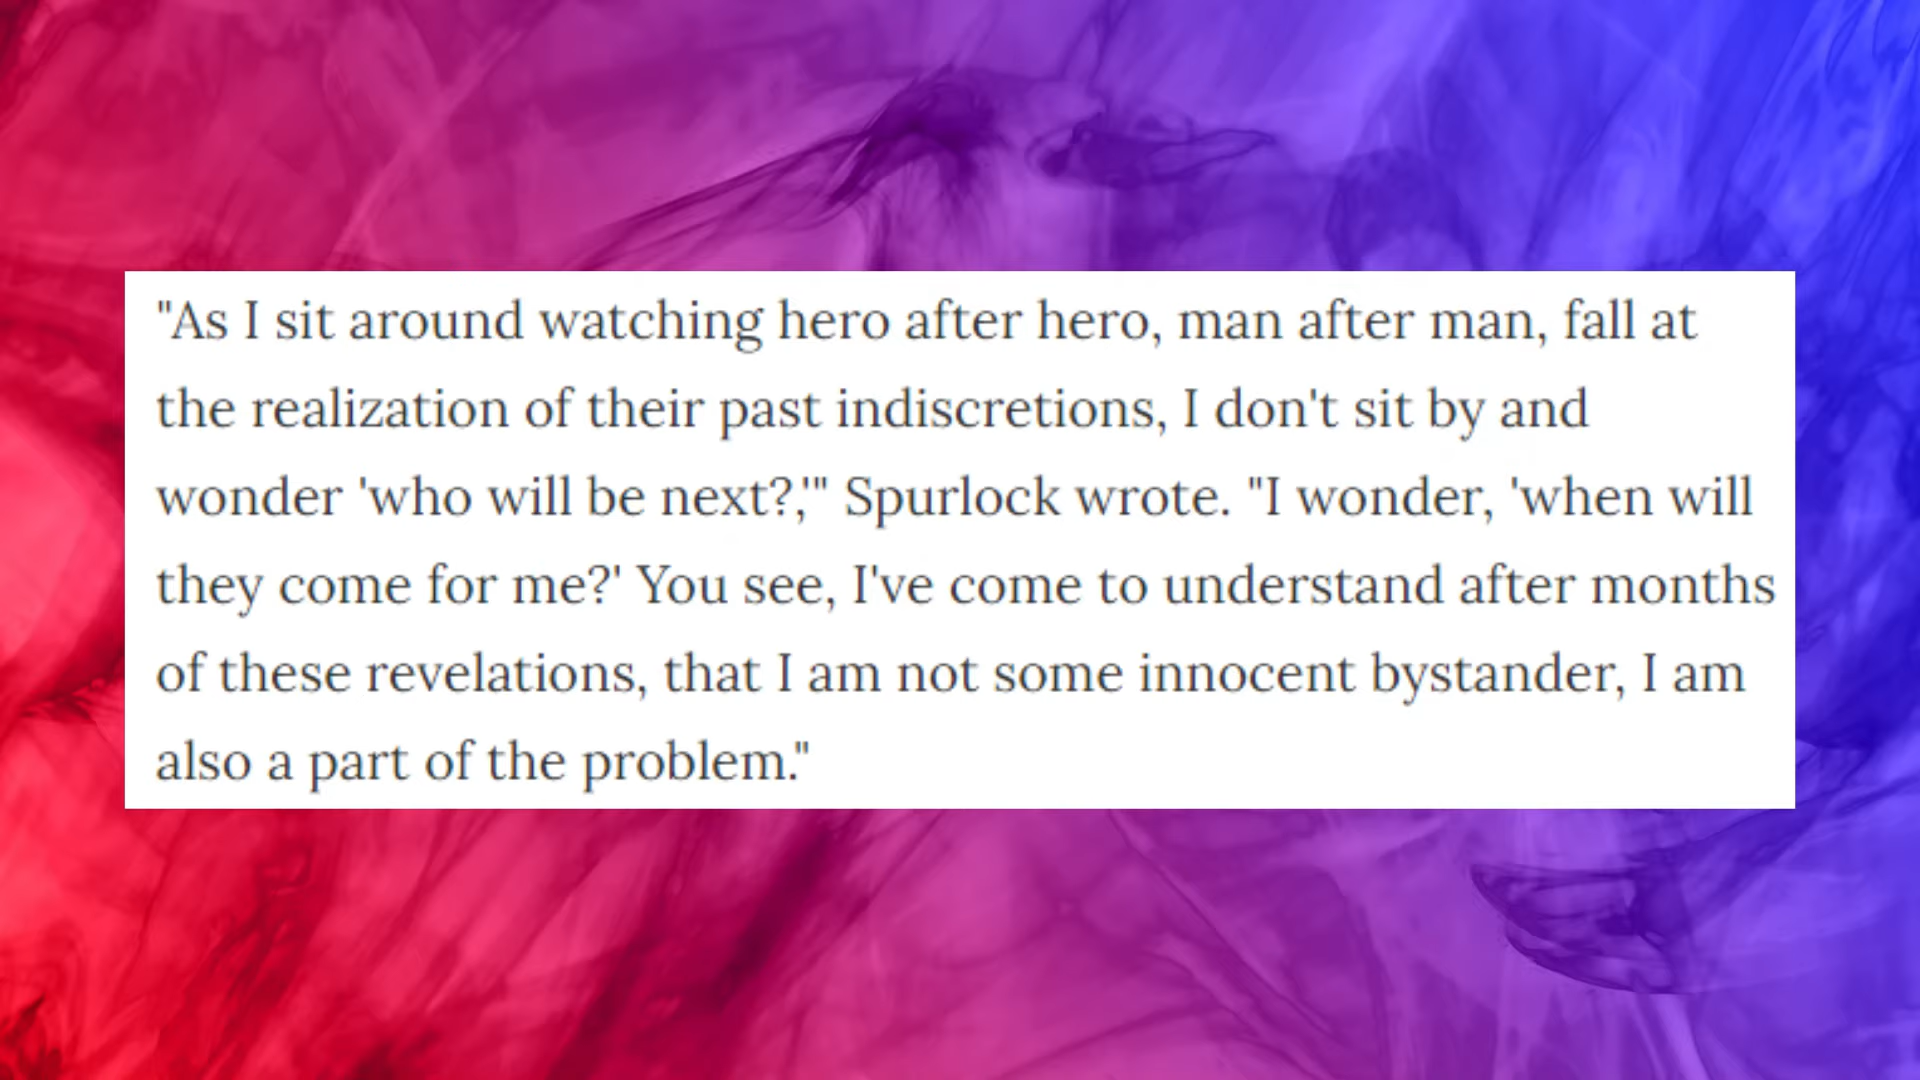 "As I sit around watching hero after hero, man after man, fall at
the realization of their past indiscretions, I don't sit by and
wonder 'who will be next?,'" Spurlock wrote. "I wonder, 'when will
they come for me?' You see, I've come to understand after months
of these revelations, that I am not some innocent bystander, I am
also a part of the problem."